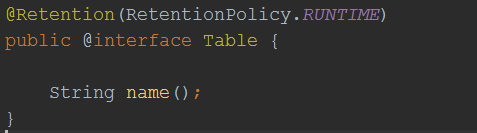 @Retention(RetentionPolicy.RUNTIME)
public @interface Table {
String name();
}